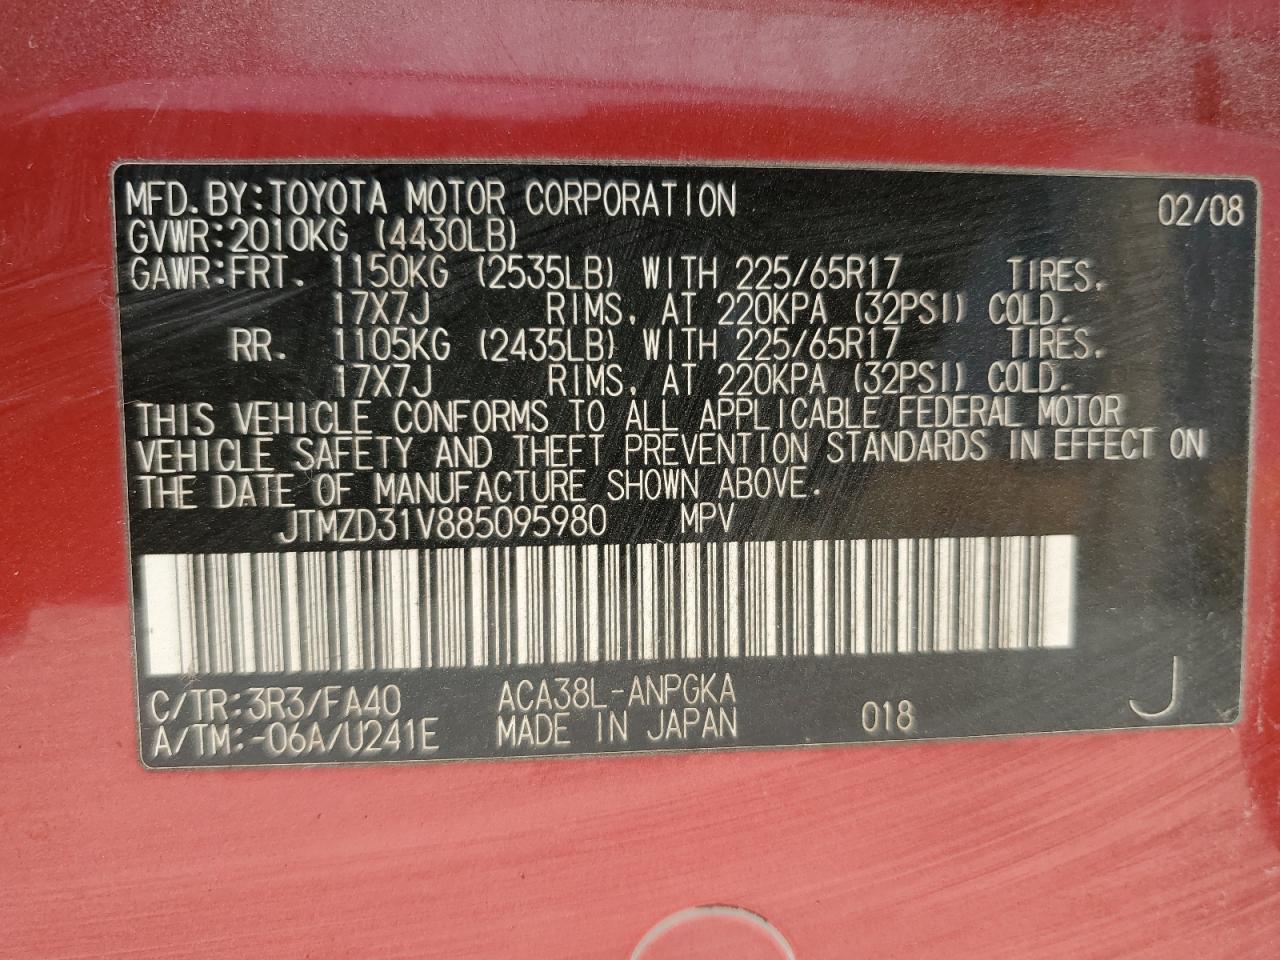 MFD. BY: TOYOTA MOTOR CORPORATION 02/08
GVWR: 2010KG (4430LB)
GAWR: FRT. 1150KG (2535LB) WITH 225/65R17 TIRES.
17X7J RIMS, AT 220KPA (32PSI) COLD.
RR. 1105KG (2435LB) WITH 225/65R17 TIRES.
17X7J RIMS, AT 220KPA (32PSI) COLD.
THIS VEHICLE CONFORMS TO ALL APPLICABLE FEDERAL MOTOR
VEHICLE SAFETY AND THEFT PREVENTION STANDARDS IN EFFECT ON
THE DATE OF MANUFACTURE SHOWN ABOVE.
JTMZD31V885095980 MPV
C/TR: 3R3/FA40 ACA38L-ANPGKA
A/TM: -06A/U241E MADE IN JAPAN 018 J